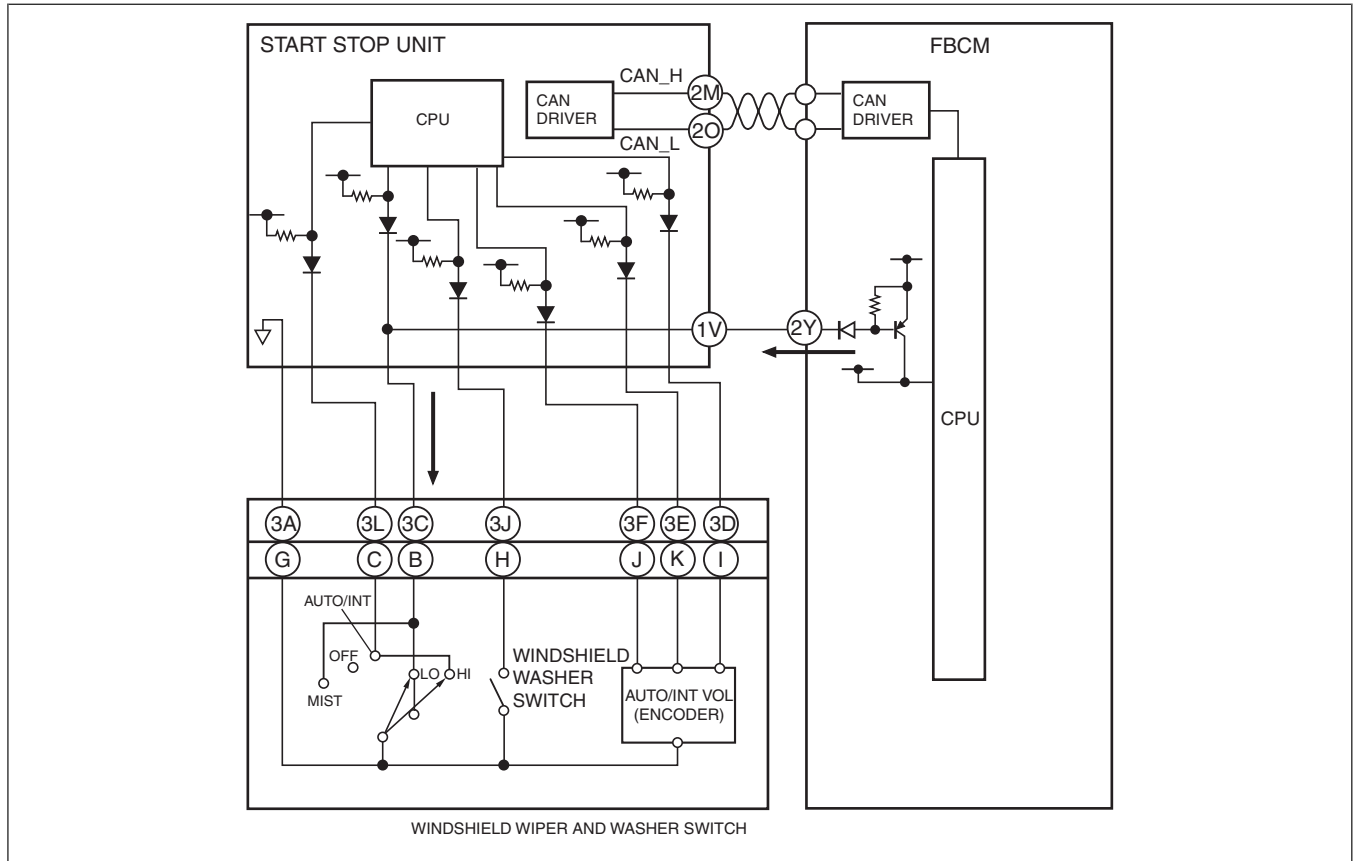 START STOP UNIT
FBCM
CPU
CAN
DRIVER
CAN_H
2M
2O
CAN_L
CAN
DRIVER
1V
2Y
CPU
3A
3L
3C
3J
3F
3E
3D
G
C
B
H
J
K
I
AUTO/INT
OFF
MIST
LO
HI
WINDSHIELD
WASHER
SWITCH
AUTO/INT VOL
(ENCODER)
WINDSHIELD WIPER AND WASHER SWITCH